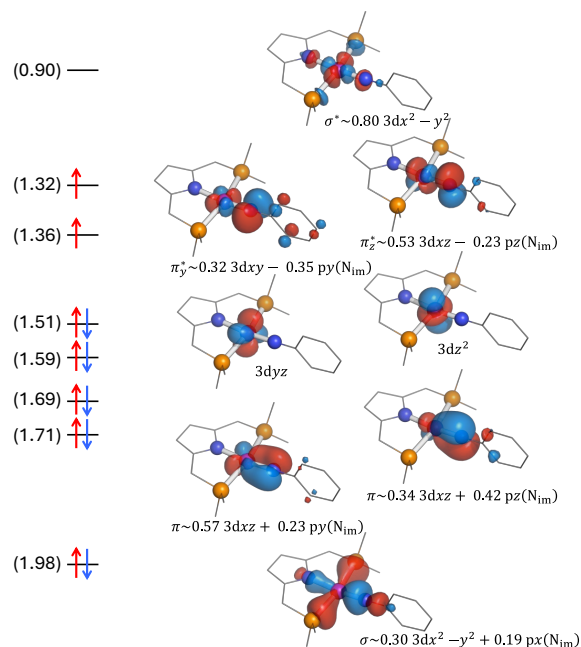 (0.90)
σ*~0.80 3dx² − y²
(1.32)
(1.36)
π*y~0.32 3dxy − 0.35 py(Nim)
π*z~0.53 3dxz − 0.23 pz(Nim)
(1.51)
(1.59)
3dyz
3dz²
(1.69)
(1.71)
π~0.57 3dxz + 0.23 py(Nim)
π~0.34 3dxz + 0.42 pz(Nim)
(1.98)
σ~0.30 3dx² −y² + 0.19 px(Nim)